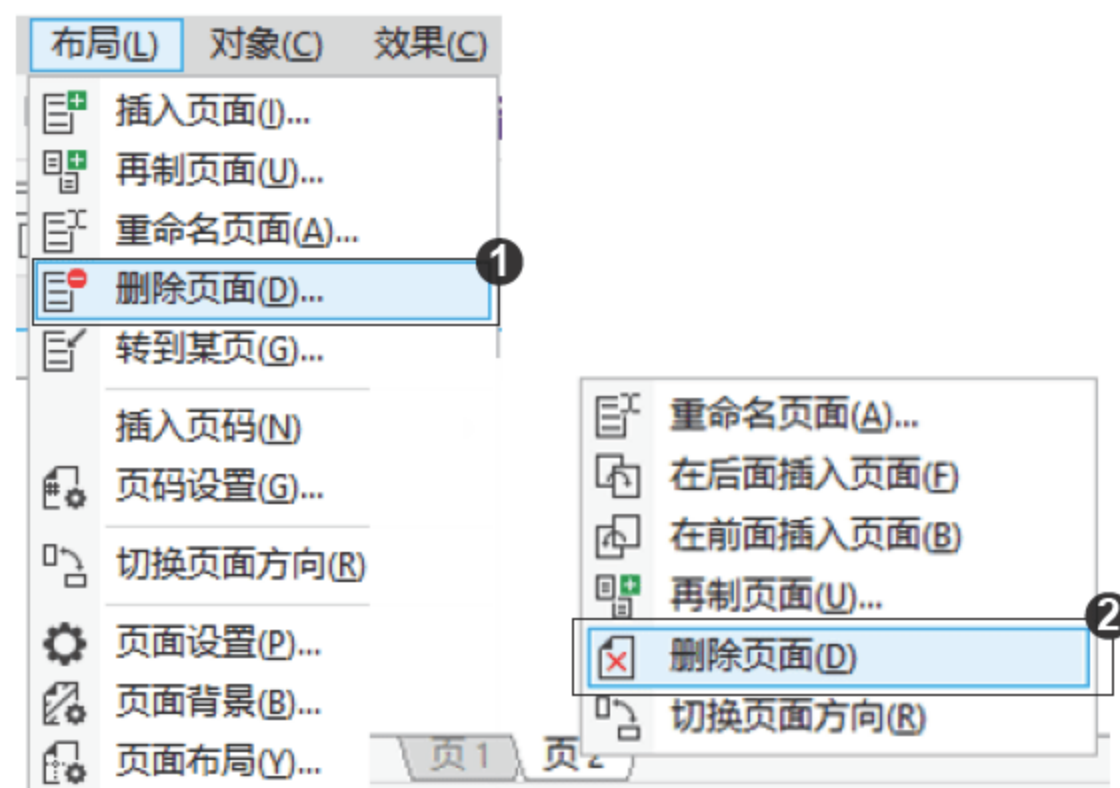 布局(L) 对象(C) 效果(C)
插入页面(I)...
再制页面(U)...
重命名页面(A)...
删除页面(D)...
1
转到某页(G)...
插入页码(N)
页码设置(G)...
切换页面方向(R)
页面设置(P)...
页面背景(B)...
页面布局(Y)...
重命名页面(A)...
在后面插入页面(F)
在前面插入页面(B)
再制页面(U)...
删除页面(D)
2
切换页面方向(R)
页 1 页 2